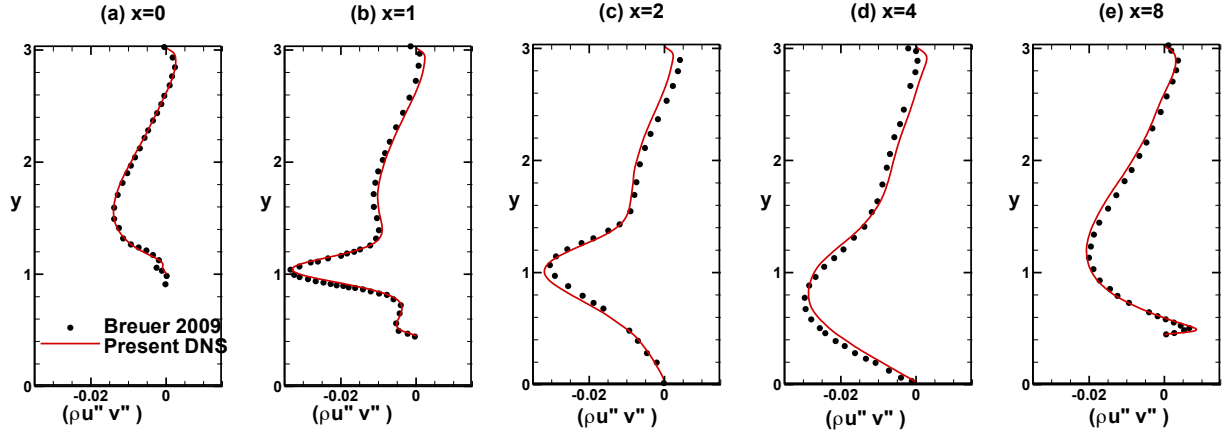 (a) x=0
(b) x=1
(c) x=2
(d) x=4
(e) x=8
3
2
y
1
Breuer 2009
Present DNS
0
-0.02
0
(ρu" v" )
3
2
y
1
0
-0.02
0
(ρu" v" )
3
2
y
1
0
-0.02
0
(ρu" v" )
3
2
y
1
0
-0.02
0
(ρu" v" )
3
2
y
1
0
-0.02
0
(ρu" v" )